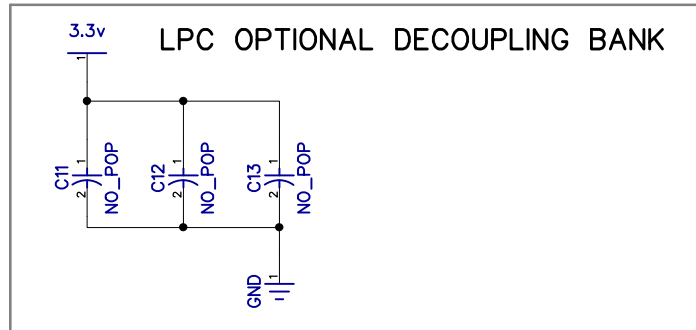 3.3v
LPC OPTIONAL DECOUPLING BANK
1
1
C11
2
NO_POP
1
C12
2
NO_POP
1
C13
2
NO_POP
1
GND